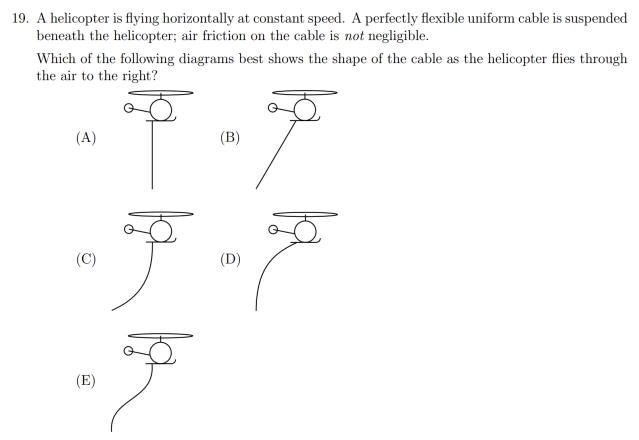 19. A helicopter is flying horizontally at constant speed. A perfectly flexible uniform cable is suspended
beneath the helicopter; air friction on the cable is not negligible.
Which of the following diagrams best shows the shape of the cable as the helicopter flies through
the air to the right?
(A)
(B)
(C)
(D)
(E)